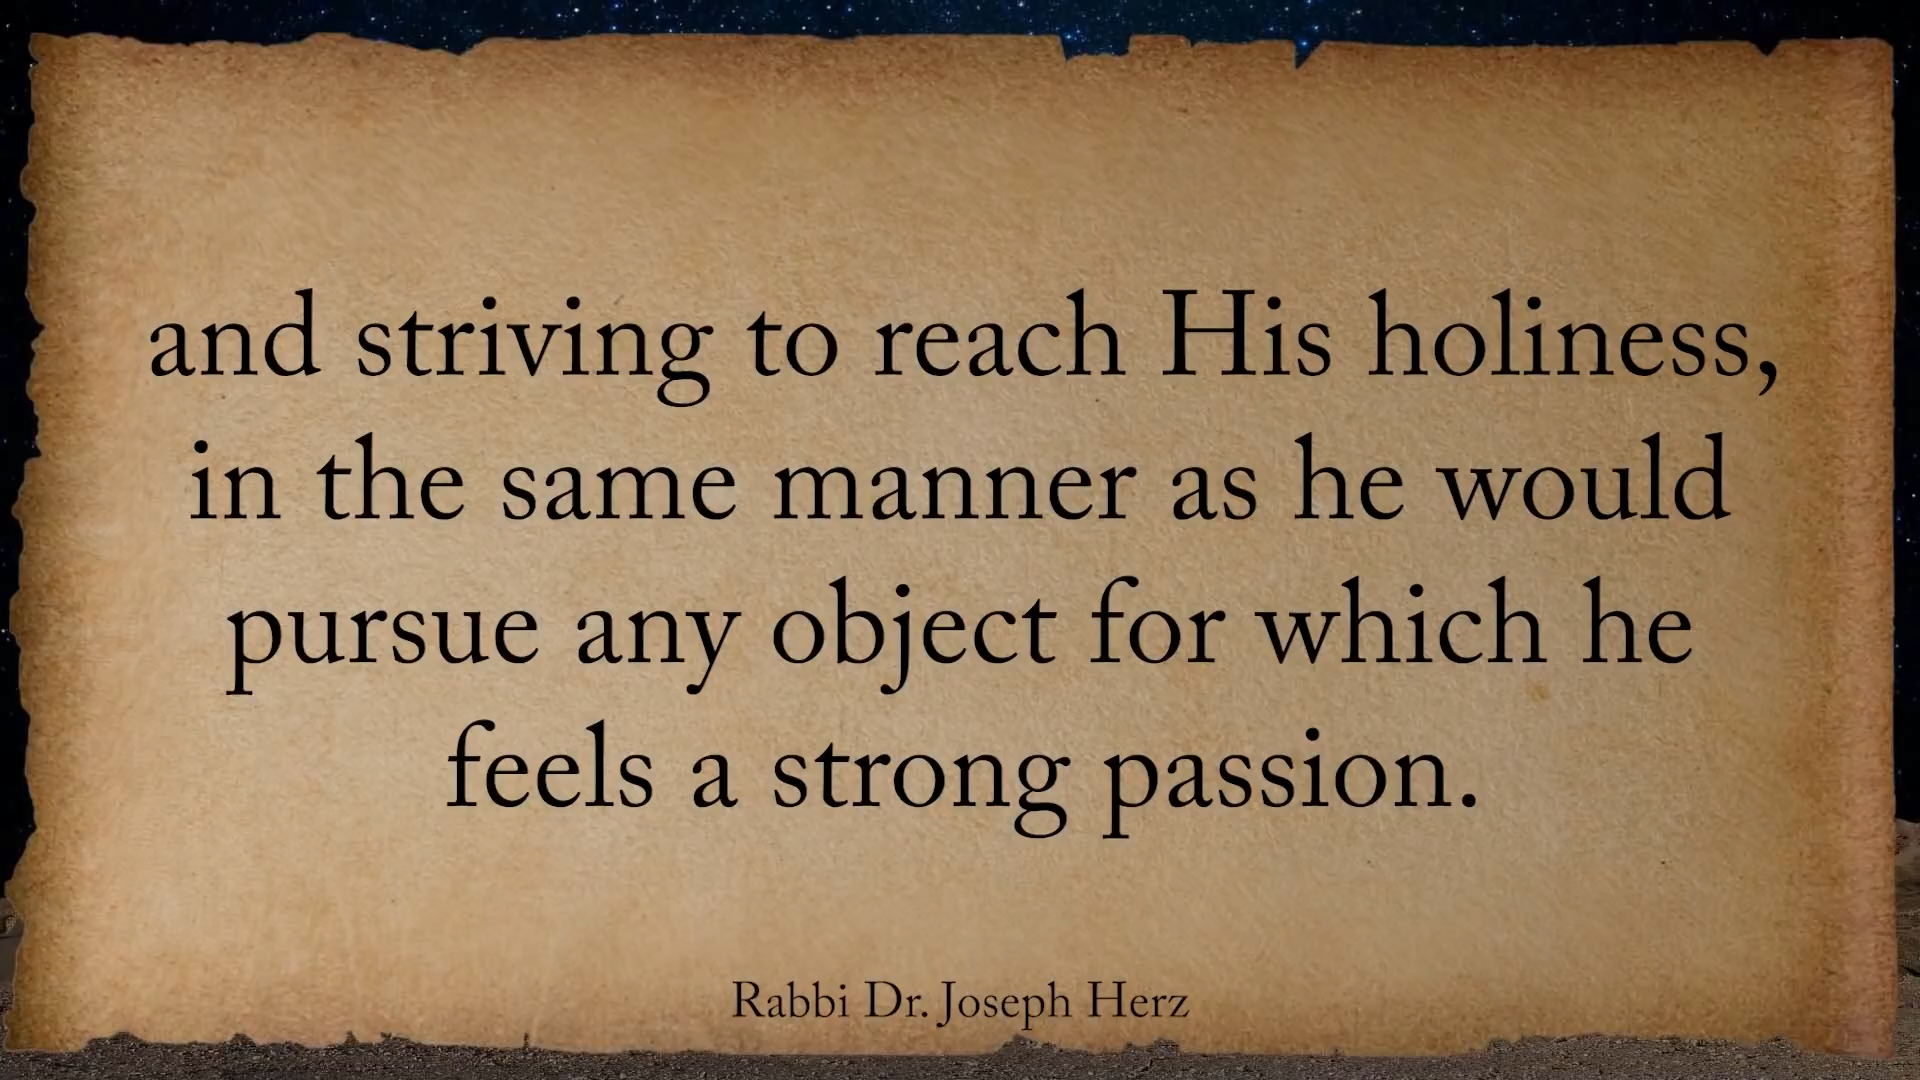 and striving to reach His holiness,
in the same manner as he would
pursue any object for which he
feels a strong passion.
Rabbi Dr. Joseph Herz